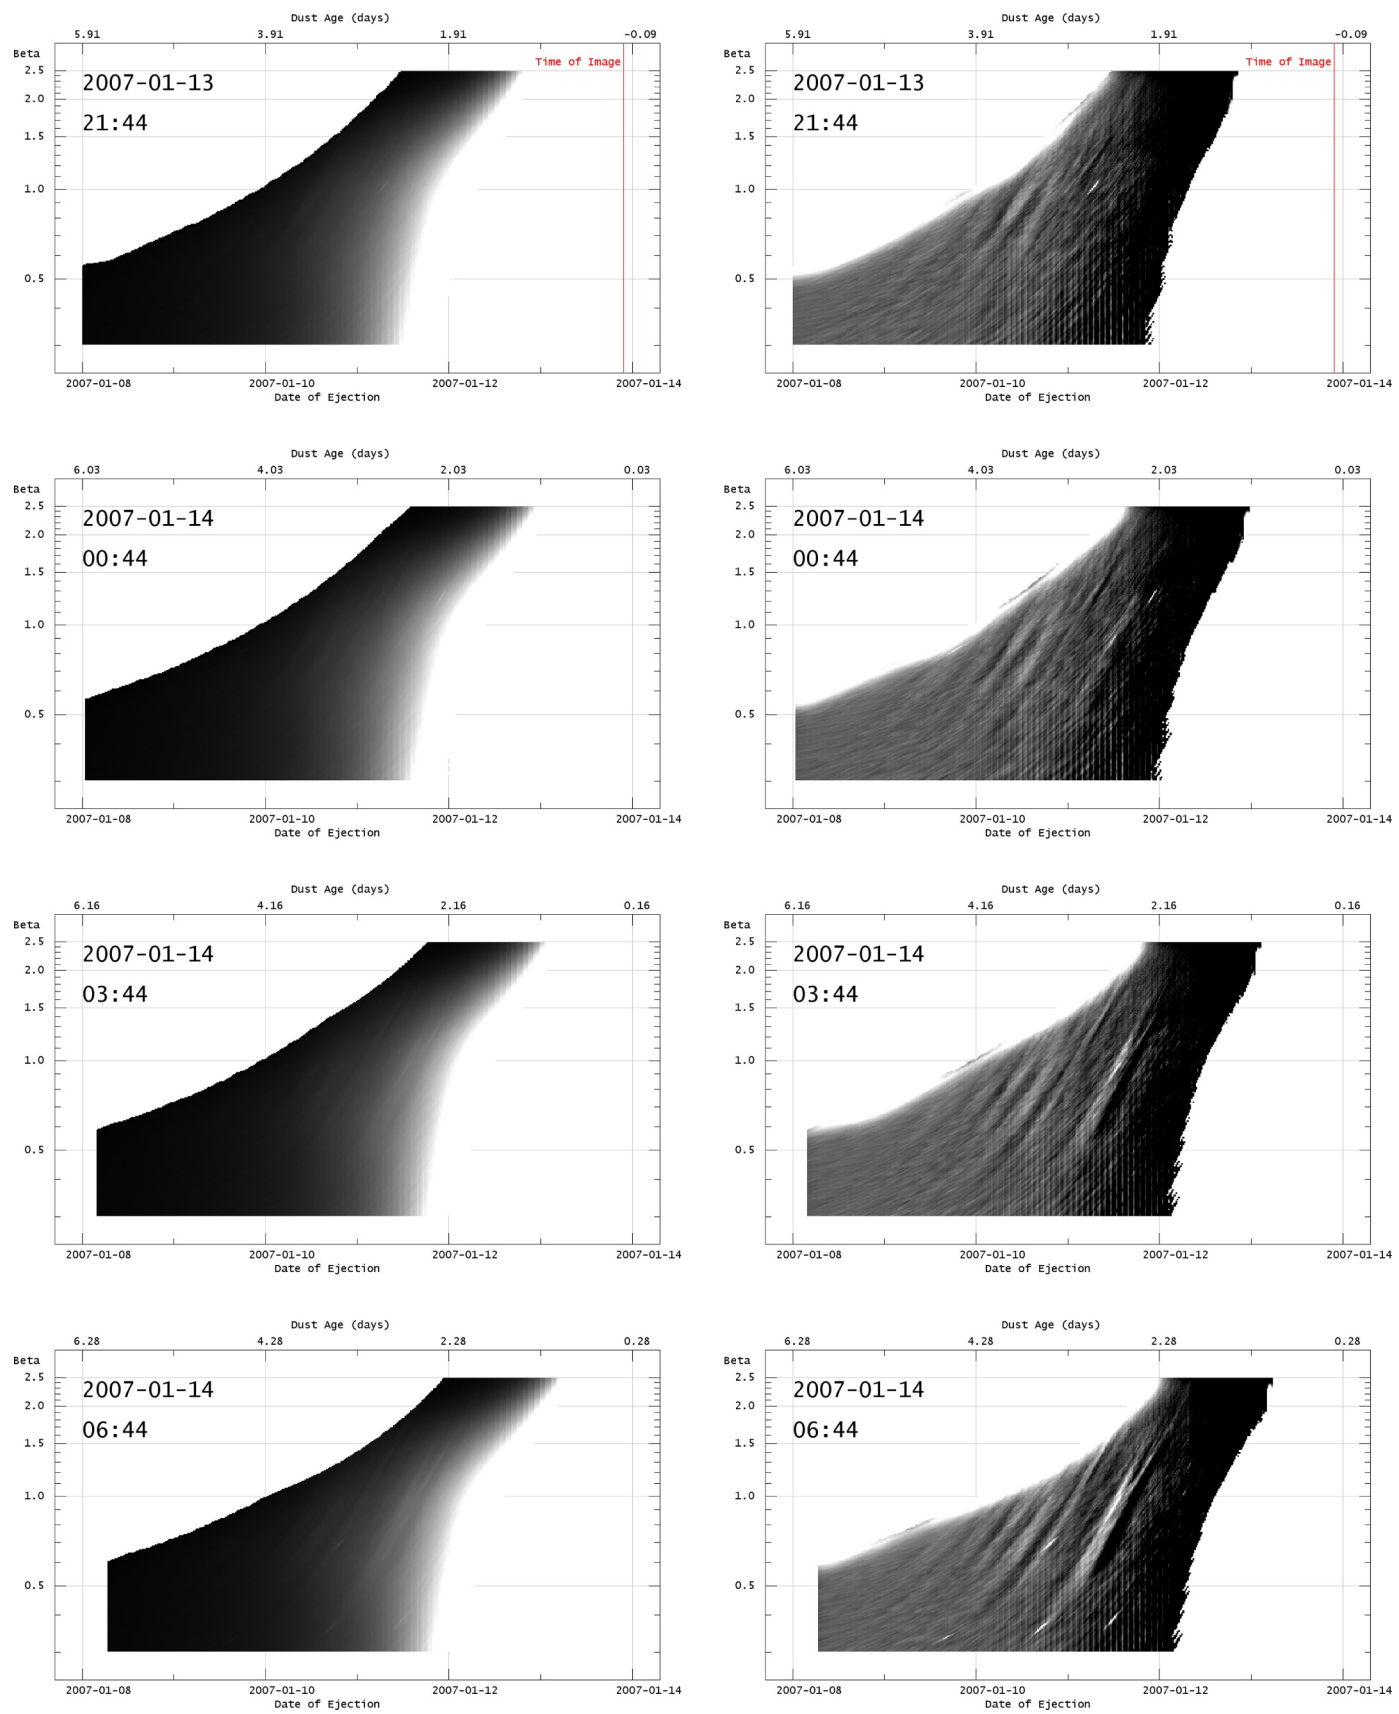 Dust Age (days)
5.91 3.91 1.91 -0.09
Beta
Time of Image
2.5
2007-01-13
2.0
21:44
1.5
1.0
0.5
2007-01-08 2007-01-10 2007-01-12 2007-01-14
Date of Ejection
Dust Age (days)
5.91 3.91 1.91 -0.09
Beta
Time of Image
2.5
2007-01-13
2.0
21:44
1.5
1.0
0.5
2007-01-08 2007-01-10 2007-01-12 2007-01-14
Date of Ejection
Dust Age (days)
6.03 4.03 2.03 0.03
Beta
2.5
2007-01-14
2.0
00:44
1.5
1.0
0.5
2007-01-08 2007-01-10 2007-01-12 2007-01-14
Date of Ejection
Dust Age (days)
6.03 4.03 2.03 0.03
Beta
2.5
2007-01-14
2.0
00:44
1.5
1.0
0.5
2007-01-08 2007-01-10 2007-01-12 2007-01-14
Date of Ejection
Dust Age (days)
6.16 4.16 2.16 0.16
Beta
2.5
2007-01-14
2.0
03:44
1.5
1.0
0.5
2007-01-08 2007-01-10 2007-01-12 2007-01-14
Date of Ejection
Dust Age (days)
6.16 4.16 2.16 0.16
Beta
2.5
2007-01-14
2.0
03:44
1.5
1.0
0.5
2007-01-08 2007-01-10 2007-01-12 2007-01-14
Date of Ejection
Dust Age (days)
6.28 4.28 2.28 0.28
Beta
2.5
2007-01-14
2.0
06:44
1.5
1.0
0.5
2007-01-08 2007-01-10 2007-01-12 2007-01-14
Date of Ejection
Dust Age (days)
6.28 4.28 2.28 0.28
Beta
2.5
2007-01-14
2.0
06:44
1.5
1.0
0.5
2007-01-08 2007-01-10 2007-01-12 2007-01-14
Date of Ejection